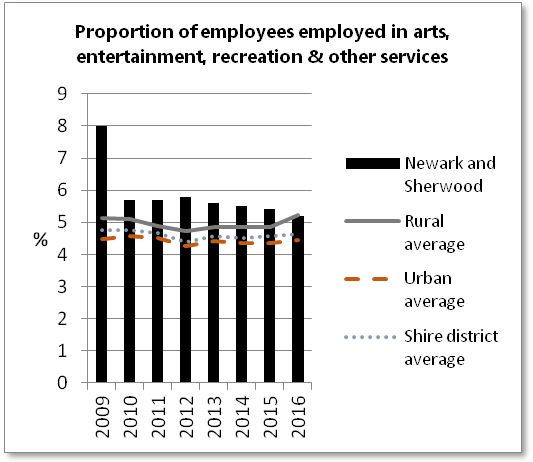 Proportion of employees employed in arts,
entertainment, recreation & other services
9
8
7
6
5
4
3
2
1
0
%
2009
2010
2011
2012
2013
2014
2015
2016
Newark and
Sherwood
Rural
average
Urban
average
Shire district
average